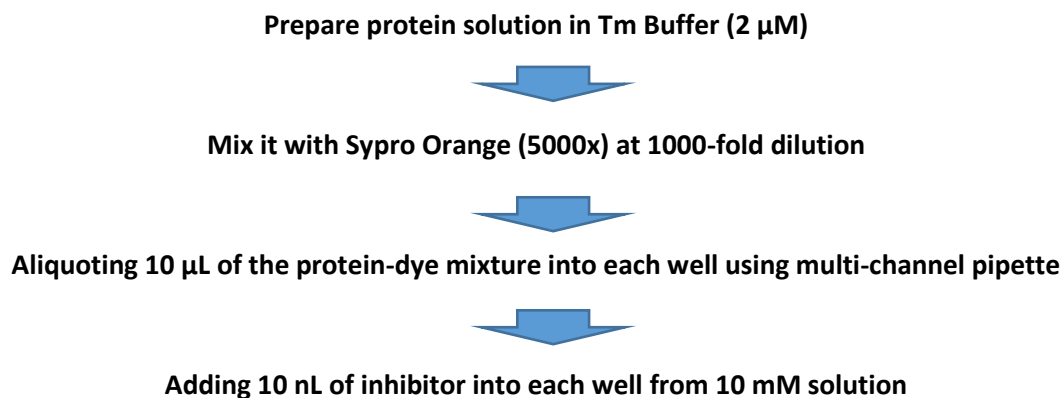 Prepare protein solution in Tm Buffer (2 µM)
Mix it with Sypro Orange (5000x) at 1000-fold dilution
Aliquoting 10 µL of the protein-dye mixture into each well using multi-channel pipette
Adding 10 nL of inhibitor into each well from 10 mM solution